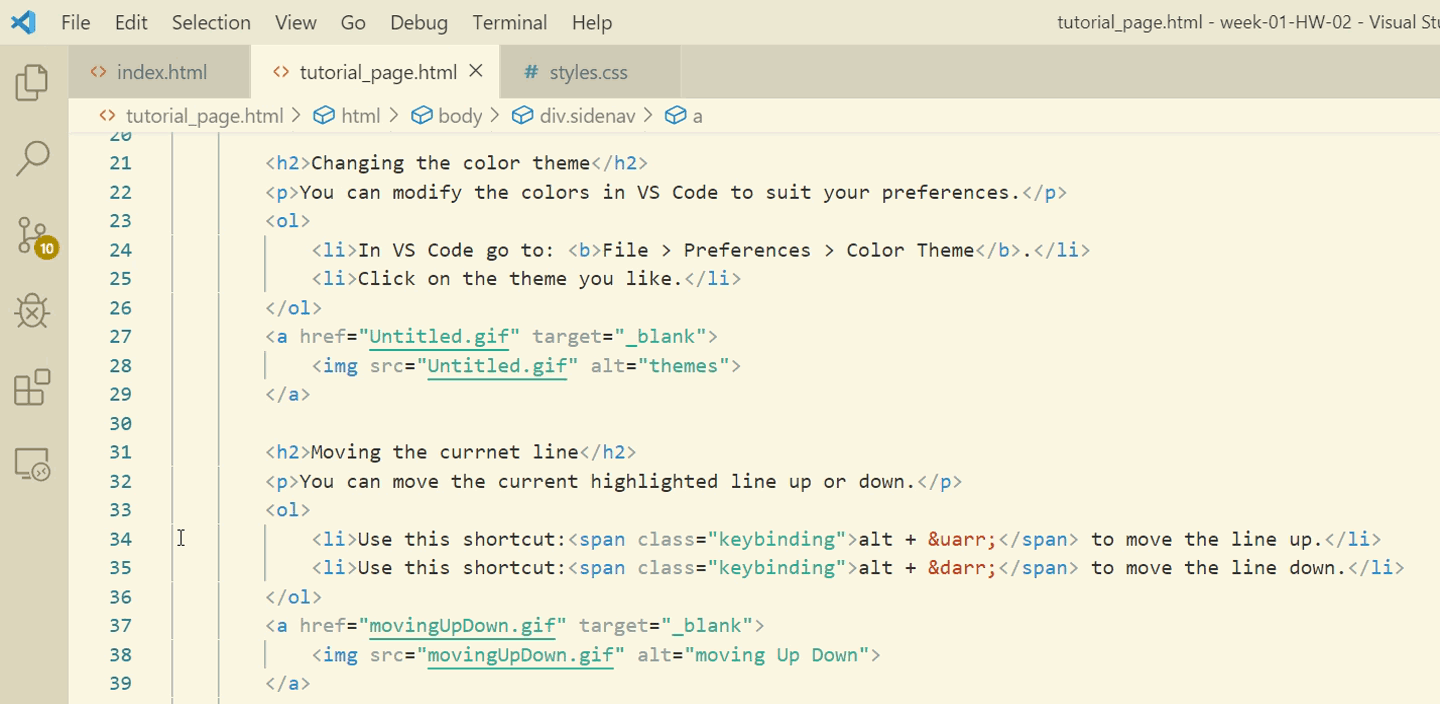 File Edit Selection View Go Debug Terminal Help tutorial_page.html - week-01-HW-02 - Visual Stu
index.html tutorial_page.html # styles.css
tutorial_page.html > html > body > div.sidenav > a
20
21 <h2>Changing the color theme</h2>
22 <p>You can modify the colors in VS Code to suit your preferences.</p>
23 <ol>
24 <li>In VS Code go to: <b>File > Preferences > Color Theme</b>.</li>
25 <li>Click on the theme you like.</li>
26 </ol>
27 <a href="Untitled.gif" target="_blank">
28 <img src="Untitled.gif" alt="themes">
29 </a>
30
31 <h2>Moving the currnet line</h2>
32 <p>You can move the current highlighted line up or down.</p>
33 <ol>
34 <li>Use this shortcut:<span class="keybinding">alt + &uarr;</span> to move the line up.</li>
35 <li>Use this shortcut:<span class="keybinding">alt + &darr;</span> to move the line down.</li>
36 </ol>
37 <a href="movingUpDown.gif" target="_blank">
38 <img src="movingUpDown.gif" alt="moving Up Down">
39 </a>
10